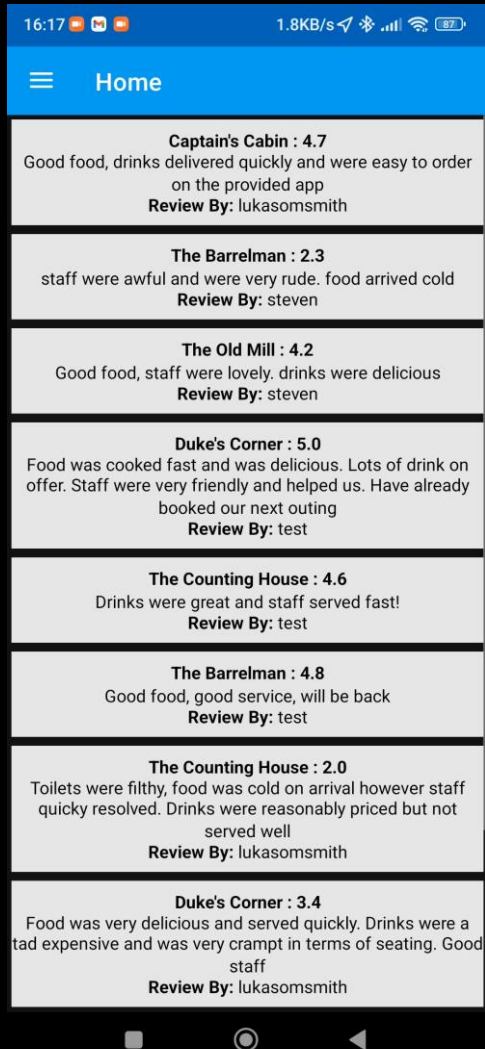 16:17 1.8KB/s 87
Home
Captain's Cabin : 4.7
Good food, drinks delivered quickly and were easy to order
on the provided app
Review By: lukasomsmith
The Barrelman : 2.3
staff were awful and were very rude. food arrived cold
Review By: steven
The Old Mill : 4.2
Good food, staff were lovely. drinks were delicious
Review By: steven
Duke's Corner : 5.0
Food was cooked fast and was delicious. Lots of drink on
offer. Staff were very friendly and helped us. Have already
booked our next outing
Review By: test
The Counting House : 4.6
Drinks were great and staff served fast!
Review By: test
The Barrelman : 4.8
Good food, good service, will be back
Review By: test
The Counting House : 2.0
Toilets were filthy, food was cold on arrival however staff
quicky resolved. Drinks were reasonably priced but not
served well
Review By: lukasomsmith
Duke's Corner : 3.4
Food was very delicious and served quickly. Drinks were a
tad expensive and was very crampt in terms of seating. Good
staff
Review By: lukasomsmith